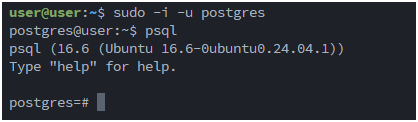 user@user:~$ sudo -i -u postgres
postgres@user:~$ psql
psql (16.6 (Ubuntu 16.6-0ubuntu0.24.04.1))
Type "help" for help.
postgres=#